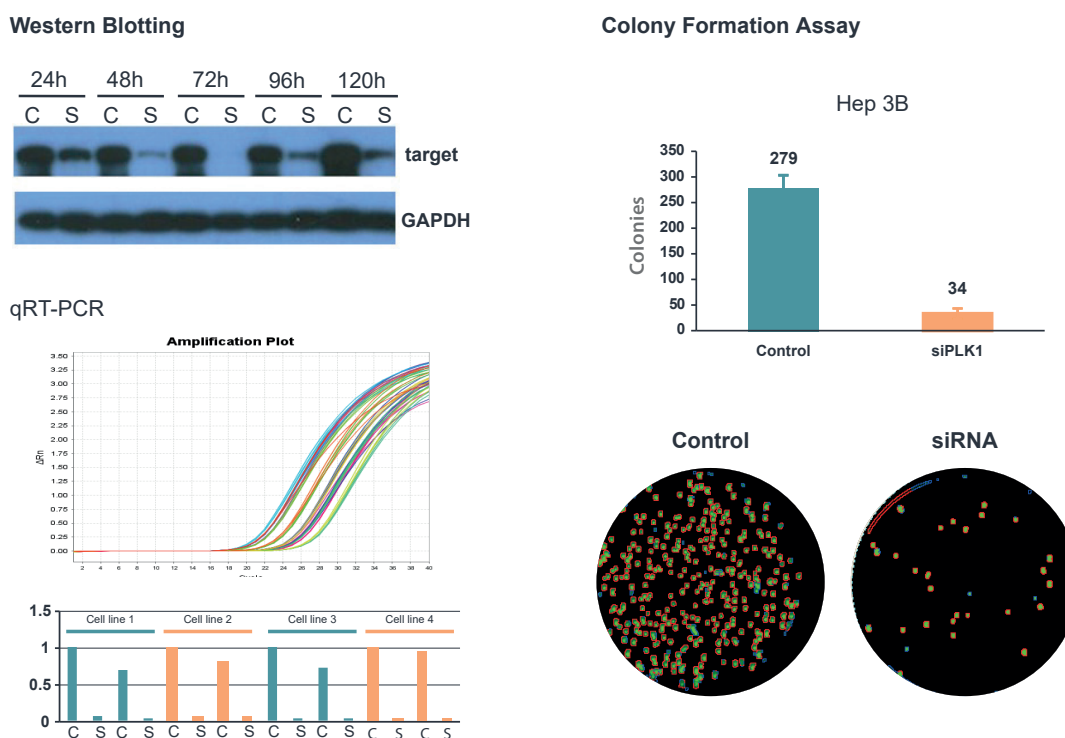 Western Blotting
24h 48h 72h 96h 120h
C S C S C S C S C S
target
GAPDH
qRT-PCR
Amplification Plot
3.50
3.25
3.00
2.75
2.50
2.25
2.00
1.75
1.50
1.25
1.00
0.75
0.50
0.25
0.00
ΔRn
2 4 6 8 10 12 14 16 18 20 22 24 26 28 30 32 34 36 38 40
1.5
1
0.5
0
Cell line 1 Cell line 2 Cell line 3 Cell line 4
C S C S C S C S C S C S C S C S
Colony Formation Assay
Hep 3B
Colonies
350
300
250
200
150
100
50
0
279
34
Control siPLK1
Control siRNA